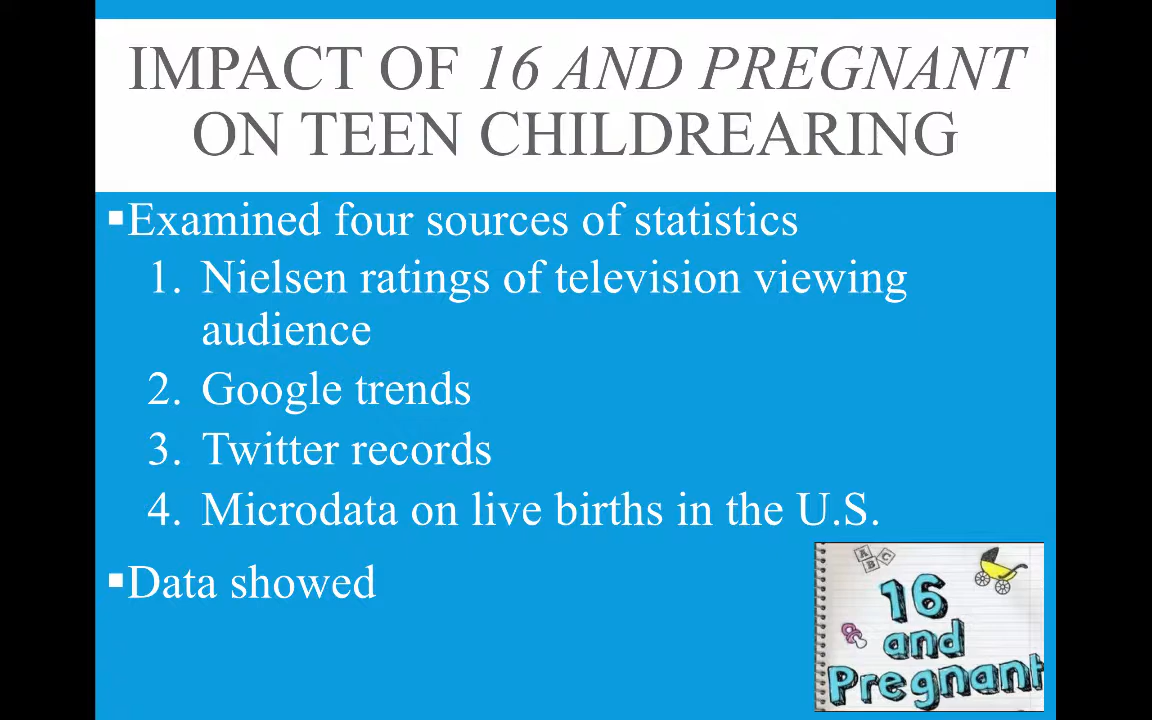 IMPACT OF 16 AND PREGNANT
ON TEEN CHILDREARING
▪Examined four sources of statistics
1. Nielsen ratings of television viewing
audience
2. Google trends
3. Twitter records
4. Microdata on live births in the U.S.
▪Data showed
A B C
16
and
Pregnant